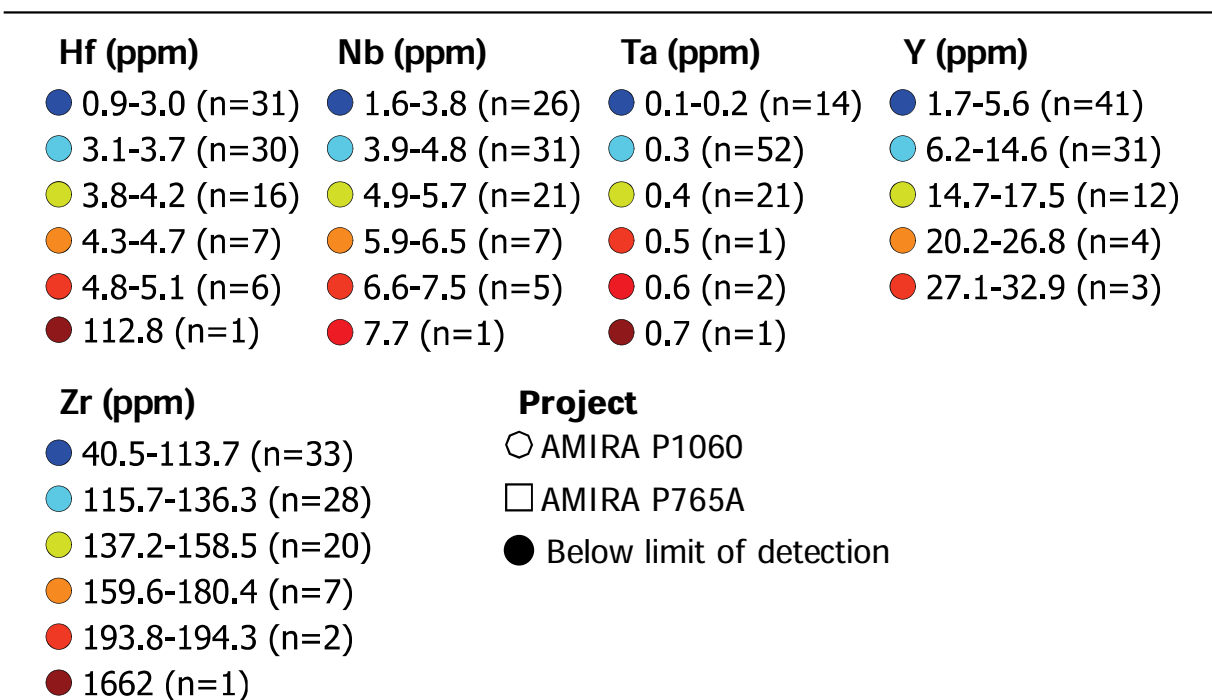 Hf (ppm)
0.9-3.0 (n=31)
3.1-3.7 (n=30)
3.8-4.2 (n=16)
4.3-4.7 (n=7)
4.8-5.1 (n=6)
112.8 (n=1)
Nb (ppm)
1.6-3.8 (n=26)
3.9-4.8 (n=31)
4.9-5.7 (n=21)
5.9-6.5 (n=7)
6.6-7.5 (n=5)
7.7 (n=1)
Ta (ppm)
0.1-0.2 (n=14)
0.3 (n=52)
0.4 (n=21)
0.5 (n=1)
0.6 (n=2)
0.7 (n=1)
Y (ppm)
1.7-5.6 (n=41)
6.2-14.6 (n=31)
14.7-17.5 (n=12)
20.2-26.8 (n=4)
27.1-32.9 (n=3)
Zr (ppm)
40.5-113.7 (n=33)
115.7-136.3 (n=28)
137.2-158.5 (n=20)
159.6-180.4 (n=7)
193.8-194.3 (n=2)
1662 (n=1)
Project
AMIRA P1060
AMIRA P765A
Below limit of detection